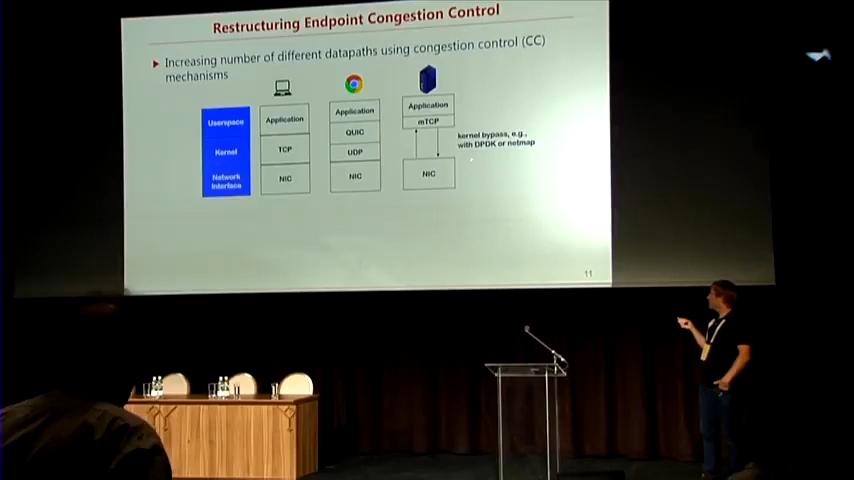 Restructuring Endpoint Congestion Control
Increasing number of different datapaths using congestion control (CC)
mechanisms
Userspace
Kernel
Network
Interface
Application
TCP
NIC
Application
QUIC
UDP
NIC
Application
mTCP
NIC
kernel bypass, e.g.,
with DPDK or netmap
11